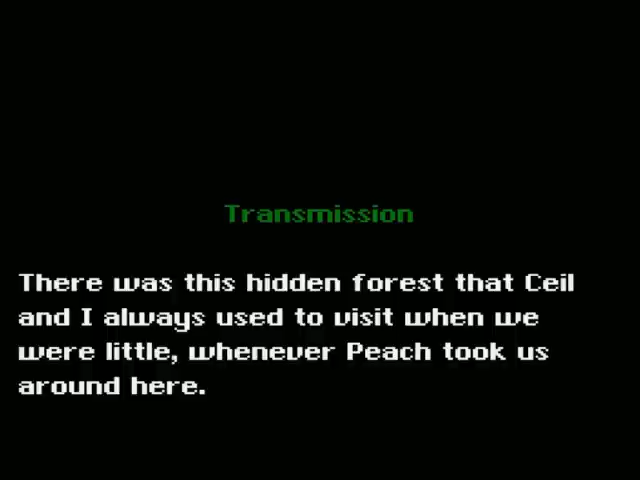 Transmission
There was this hidden forest that Ceil
and I always used to visit when we
were little, whenever Peach took us
around here.